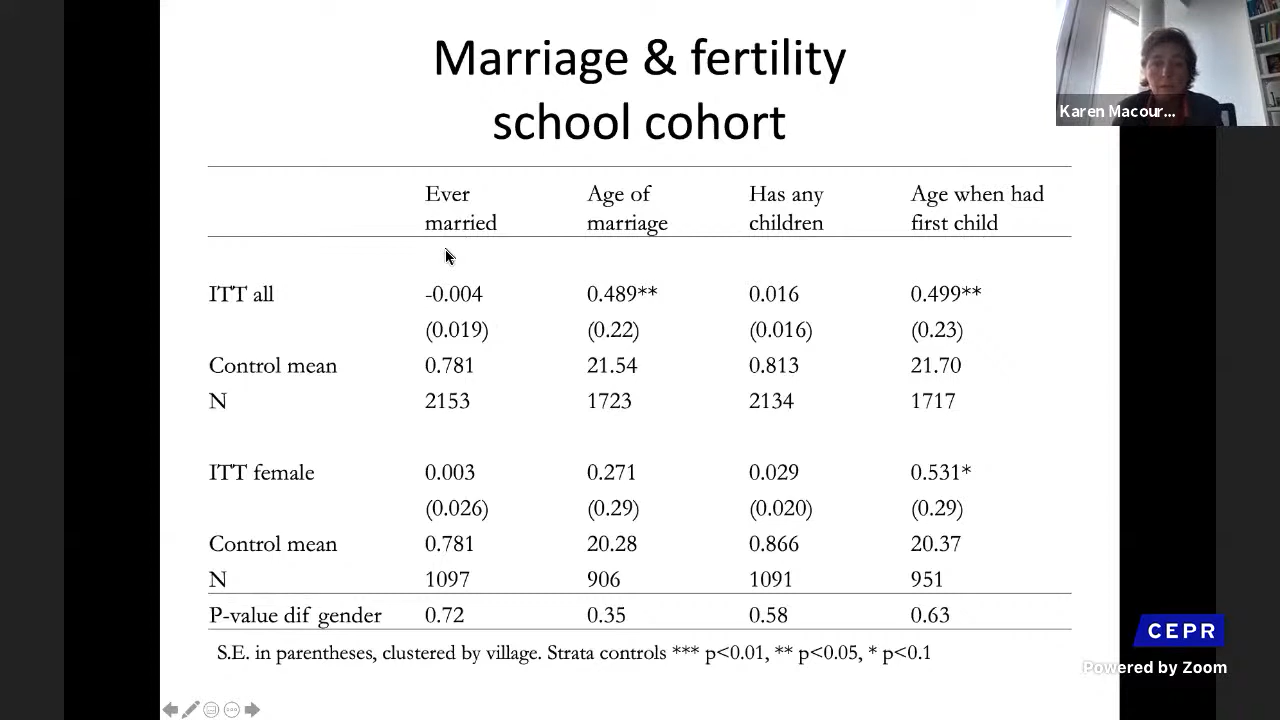 Marriage & fertility
school cohort
Karen Macour...
Ever married Age of marriage Has any children Age when had first child
ITT all -0.004 0.489** 0.016 0.499**
(0.019) (0.22) (0.016) (0.23)
Control mean 0.781 21.54 0.813 21.70
N 2153 1723 2134 1717
ITT female 0.003 0.271 0.029 0.531*
(0.026) (0.29) (0.020) (0.29)
Control mean 0.781 20.28 0.866 20.37
N 1097 906 1091 951
P-value dif gender 0.72 0.35 0.58 0.63
S.E. in parentheses, clustered by village. Strata controls *** p<0.01, ** p<0.05, * p<0.1
CEPR
Powered by Zoom